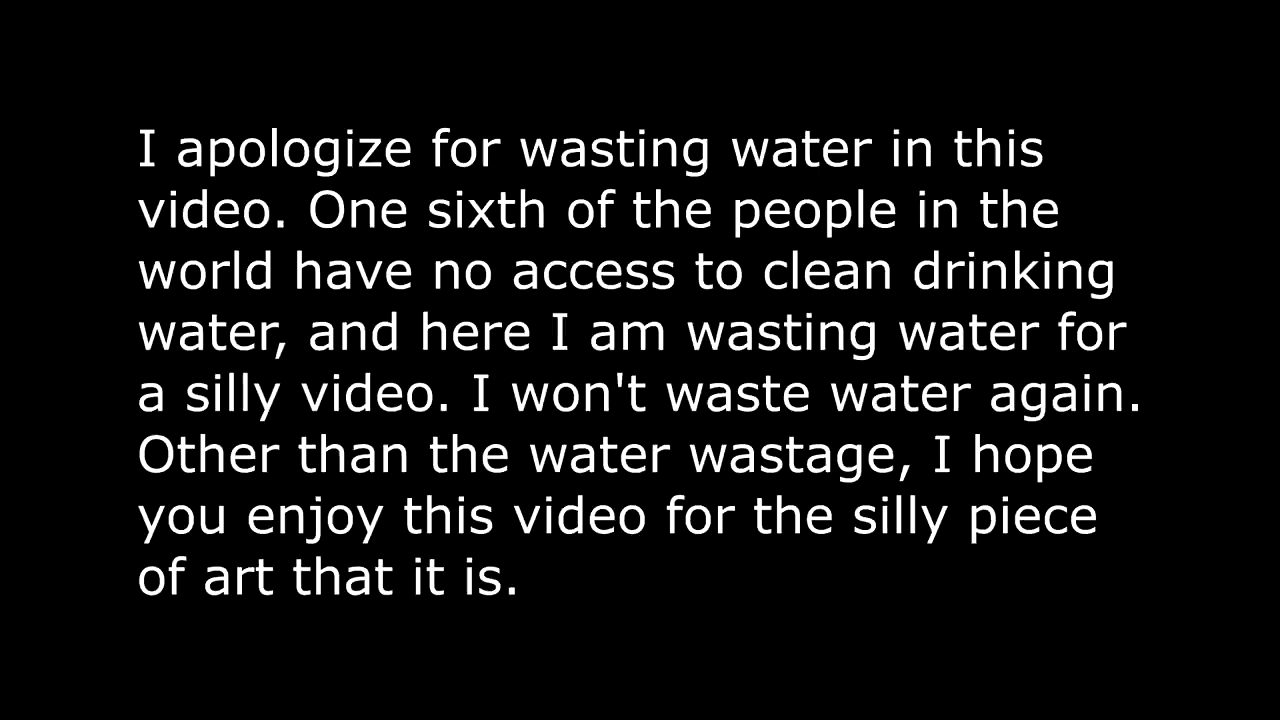 I apologize for wasting water in this
video. One sixth of the people in the
world have no access to clean drinking
water, and here I am wasting water for
a silly video. I won't waste water again.
Other than the water wastage, I hope
you enjoy this video for the silly piece
of art that it is.